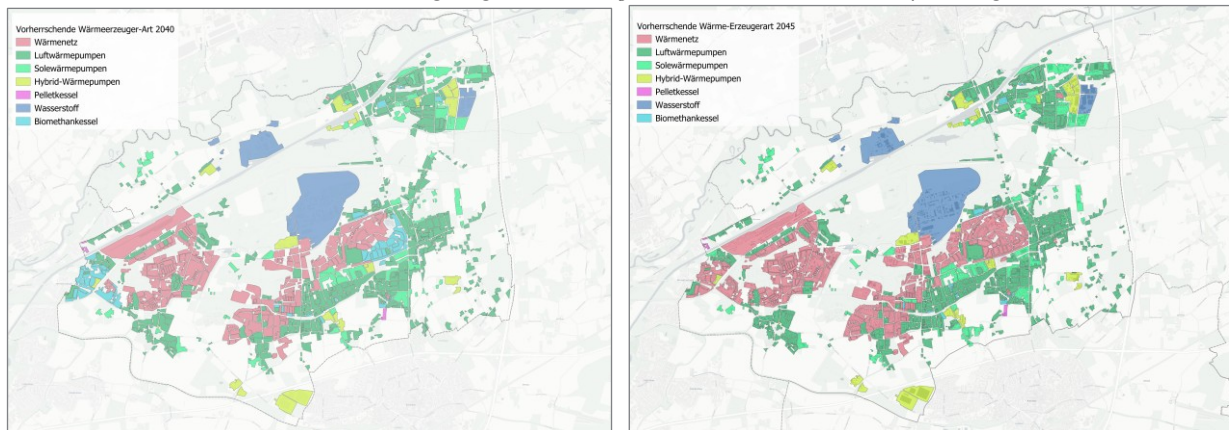 Vorherrschende Wärmeerzeuger-Art 2040
Wärmenetz
Luftwärmepumpen
Solewärmepumpen
Hybrid-Wärmepumpen
Pelletkessel
Wasserstoff
Biomethankessel
Vorherrschende Wärme-Erzeugerart 2045
Wärmenetz
Luftwärmepumpen
Solewärmepumpen
Hybrid-Wärmepumpen
Pelletkessel
Wasserstoff
Biomethankessel